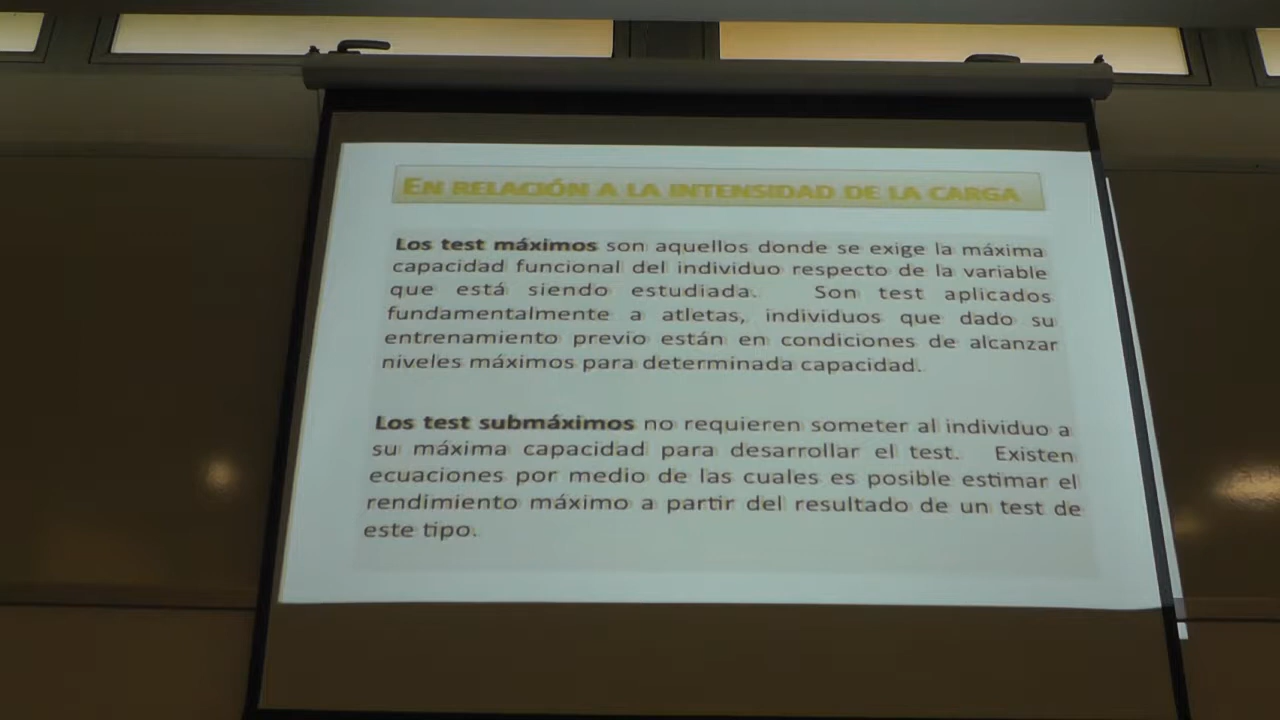 EN RELACIÓN A LA INTENSIDAD DE LA CARGA
Los test máximos son aquellos donde se exige la máxima
capacidad funcional del individuo respecto de la variable
que está siendo estudiada. Son test aplicados
fundamentalmente a atletas, individuos que dado su
entrenamiento previo están en condiciones de alcanzar
niveles máximos para determinada capacidad.
Los test submáximos no requieren someter al individuo a
su máxima capacidad para desarrollar el test. Existen
ecuaciones por medio de las cuales es posible estimar el
rendimiento máximo a partir del resultado de un test de
este tipo.